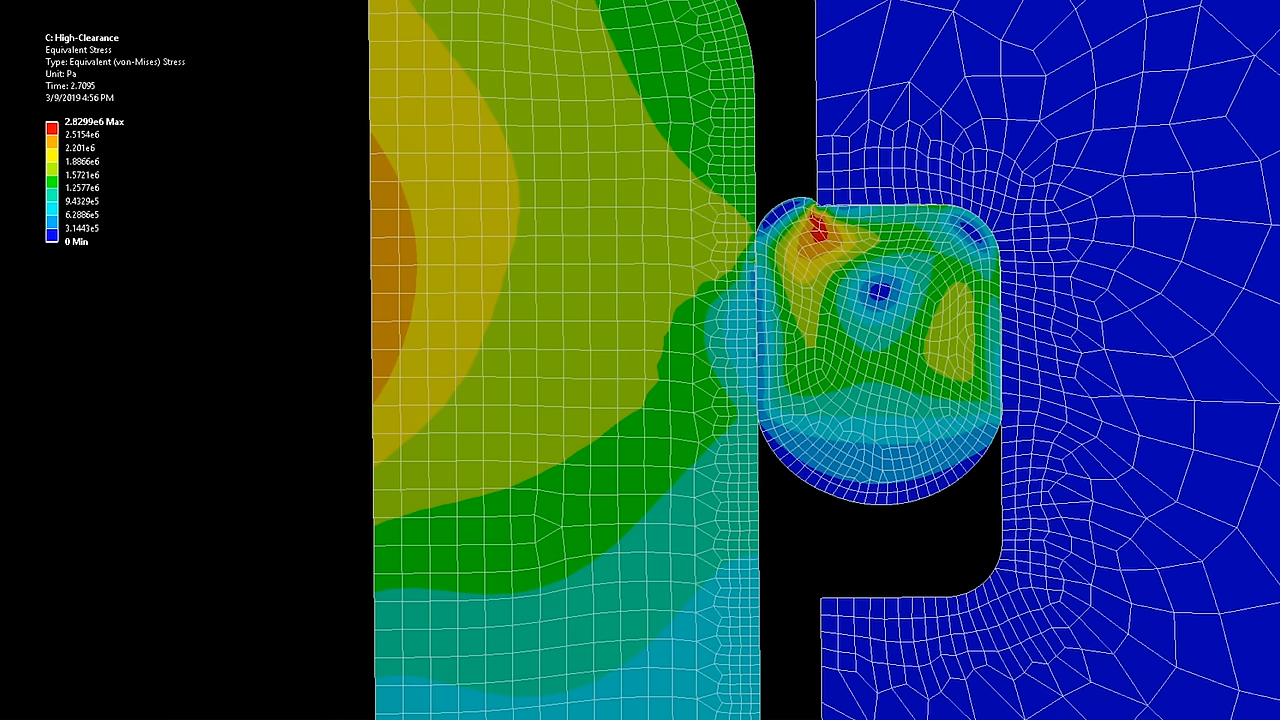 C: High-Clearance
Equivalent Stress
Type: Equivalent (von-Mises) Stress
Unit: Pa
Time: 2.7095
3/9/2019 4:56 PM
2.8299e6 Max
2.5154e6
2.201e6
1.8866e6
1.5721e6
1.2577e6
9.4329e5
6.2886e5
3.1443e5
0 Min